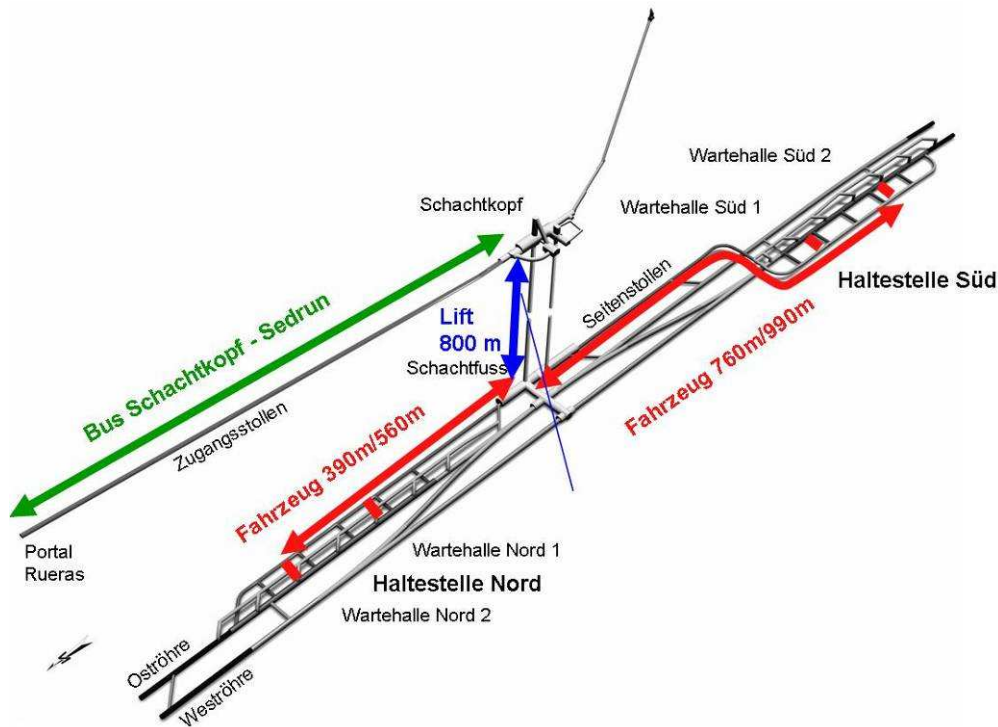 Wartehalle Süd 2
Schachtkopf
Wartehalle Süd 1
Haltestelle Süd
Bus Schachtkopf - Sedrun
Lift
800 m
Seitenstollen
Schachtfuss
Fahrzeug 760m/990m
Zugangsstollen
Fahrzeug 390m/560m
Portal
Rueras
Wartehalle Nord 1
Haltestelle Nord
Wartehalle Nord 2
Oströhre
Weströhre